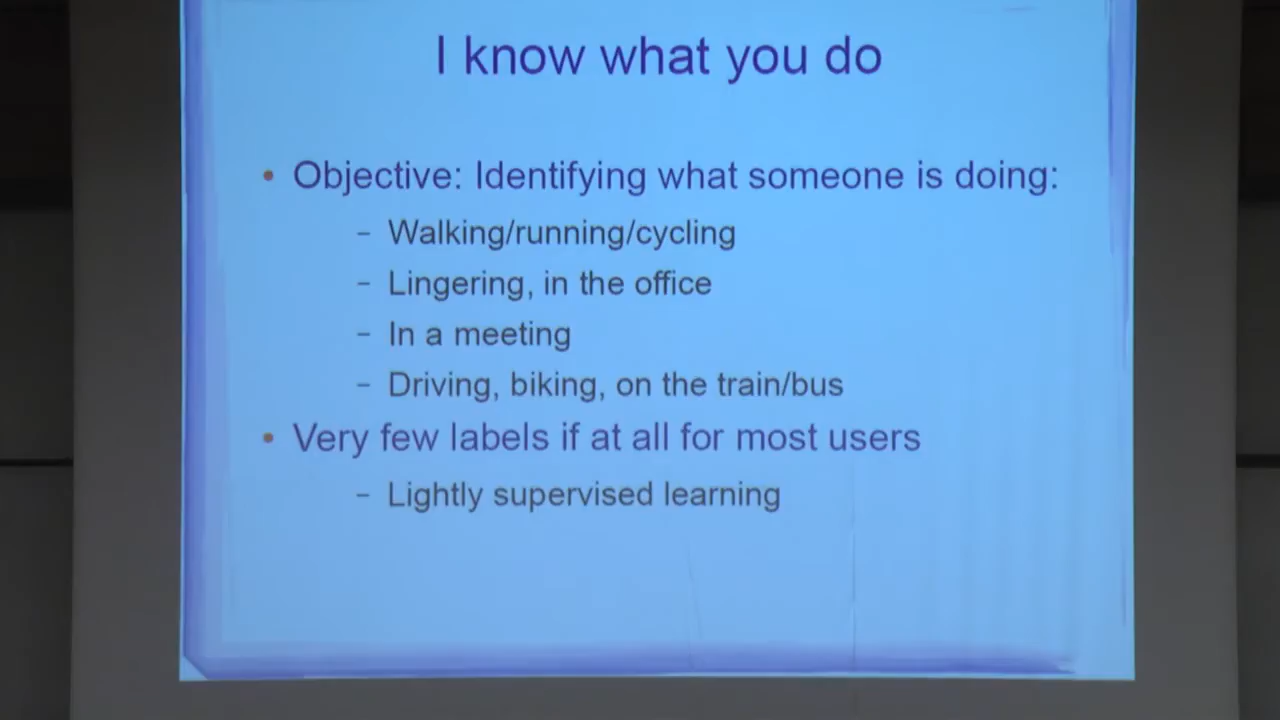 I know what you do
• Objective: Identifying what someone is doing:
– Walking/running/cycling
– Lingering, in the office
– In a meeting
– Driving, biking, on the train/bus
• Very few labels if at all for most users
– Lightly supervised learning